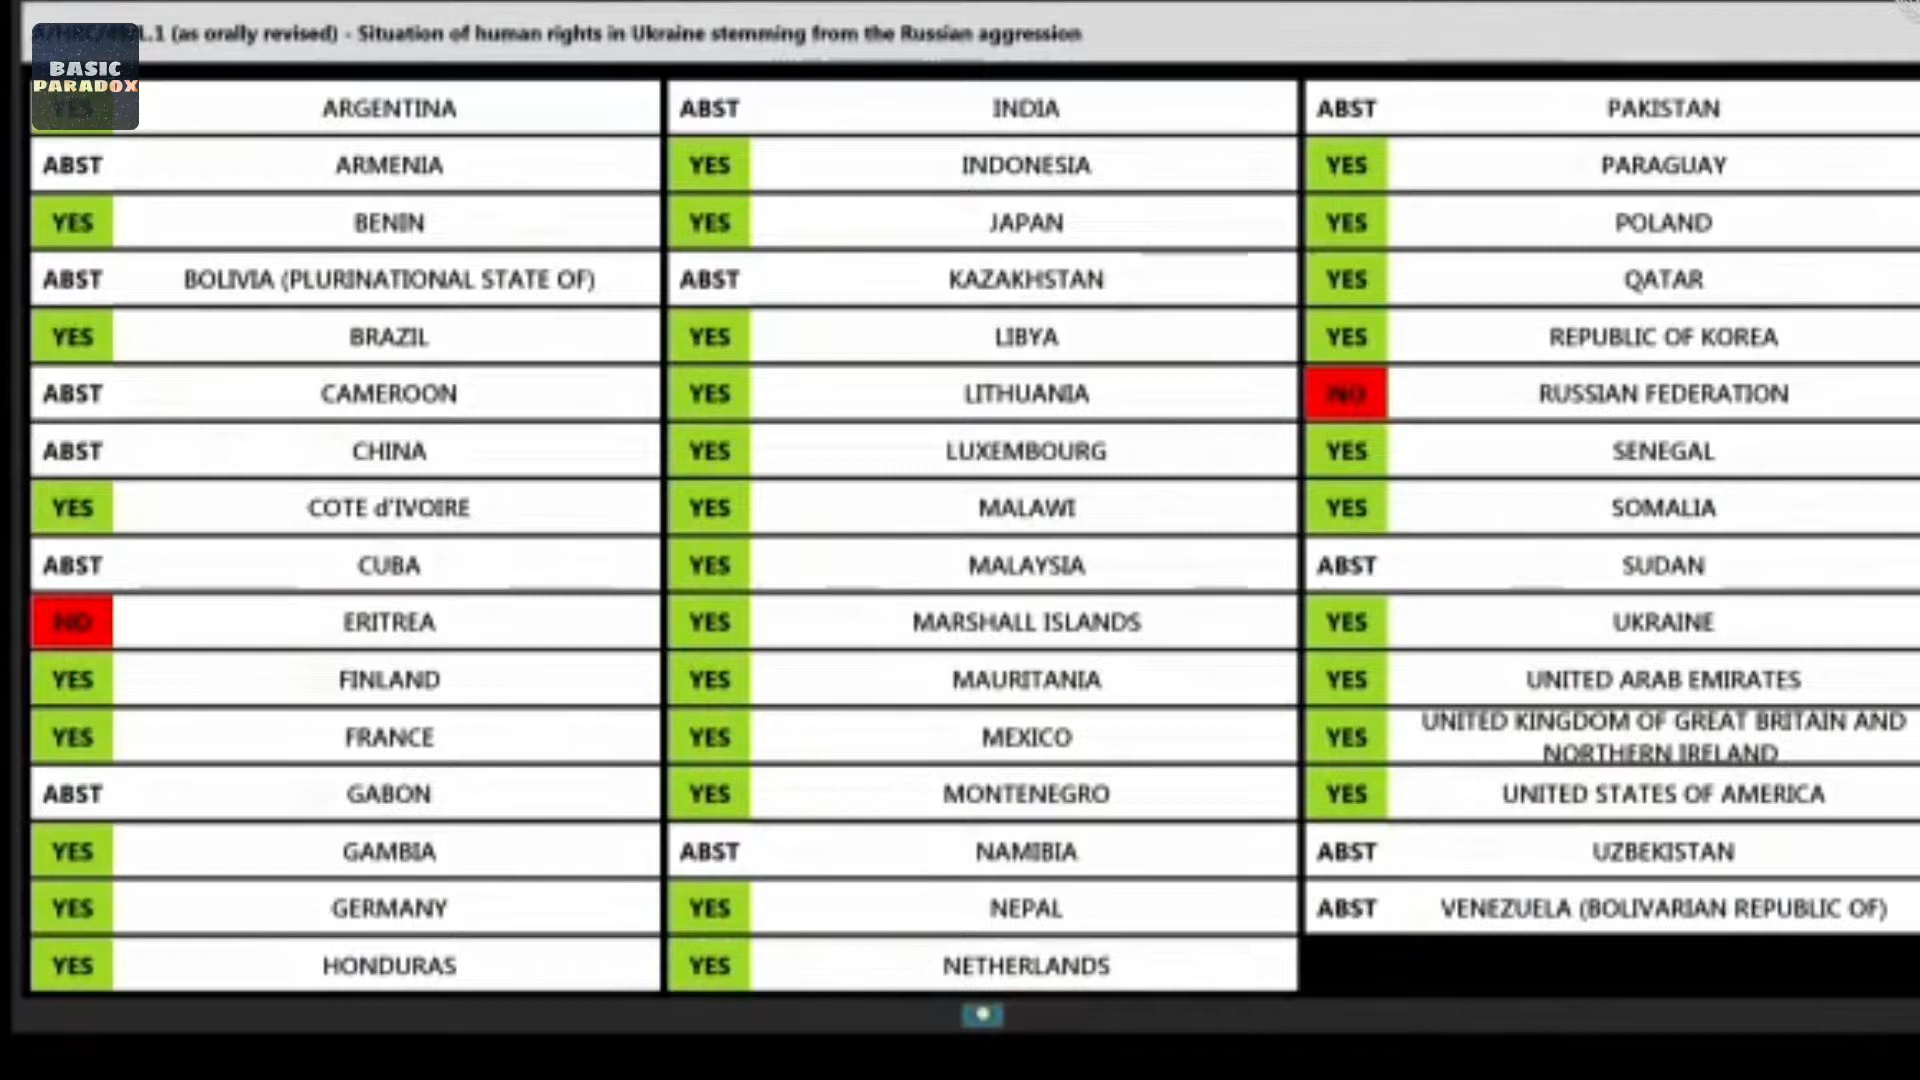 A/HRC/49/L.1 (as orally revised) - Situation of human rights in Ukraine stemming from the Russian aggression
BASIC
PARADOX
YES ARGENTINA
ABST ARMENIA
YES BENIN
ABST BOLIVIA (PLURINATIONAL STATE OF)
YES BRAZIL
ABST CAMEROON
ABST CHINA
YES COTE d'IVOIRE
ABST CUBA
NO ERITREA
YES FINLAND
YES FRANCE
ABST GABON
YES GAMBIA
YES GERMANY
YES HONDURAS
ABST INDIA
YES INDONESIA
YES JAPAN
ABST KAZAKHSTAN
YES LIBYA
YES LITHUANIA
YES LUXEMBOURG
YES MALAWI
YES MALAYSIA
YES MARSHALL ISLANDS
YES MAURITANIA
YES MEXICO
YES MONTENEGRO
ABST NAMIBIA
YES NEPAL
YES NETHERLANDS
ABST PAKISTAN
YES PARAGUAY
YES POLAND
YES QATAR
YES REPUBLIC OF KOREA
NO RUSSIAN FEDERATION
YES SENEGAL
YES SOMALIA
ABST SUDAN
YES UKRAINE
YES UNITED ARAB EMIRATES
YES UNITED KINGDOM OF GREAT BRITAIN AND
NORTHERN IRELAND
YES UNITED STATES OF AMERICA
ABST UZBEKISTAN
ABST VENEZUELA (BOLIVARIAN REPUBLIC OF)